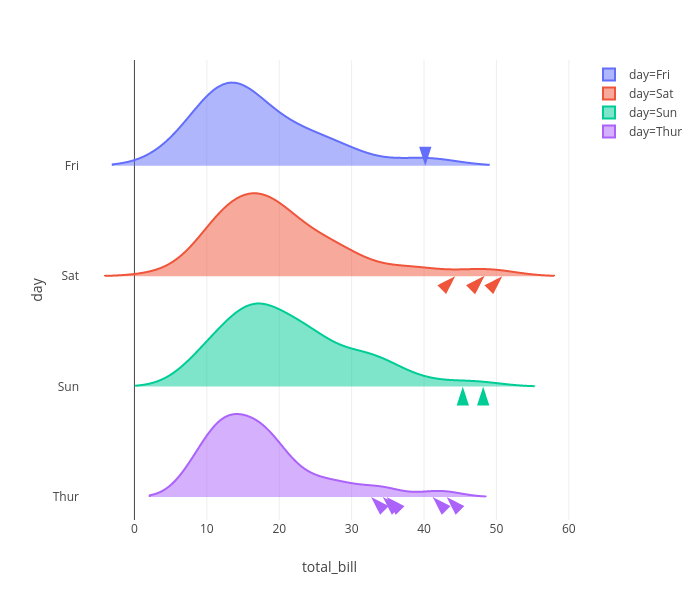 day=Fri
day=Sat
day=Sun
day=Thur
Fri
Sat
Sun
Thur
day
0 10 20 30 40 50 60
total_bill